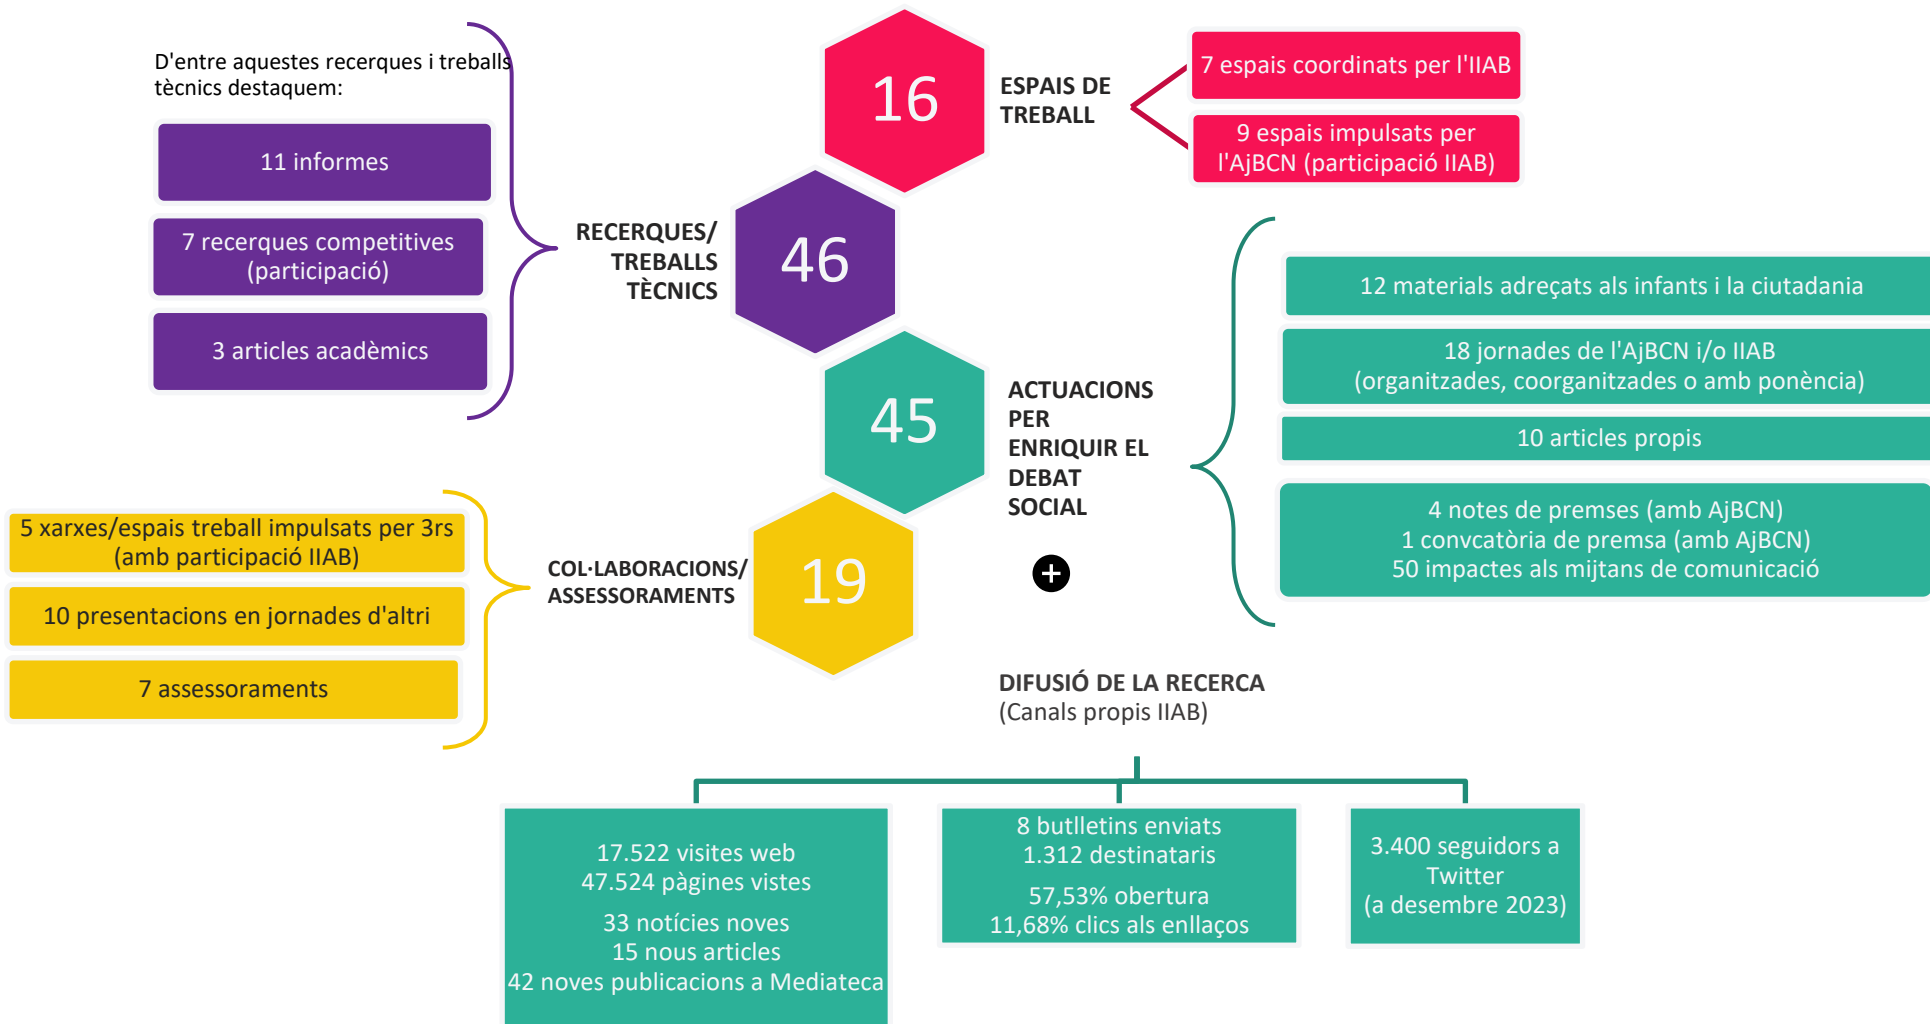 D'entre aquestes recerques i treballs
tècnics destaquem:
11 informes
7 recerques competitives
(participació)
3 articles acadèmics
RECERQUES/
TREBALLS
TÈCNICS
46
16
ESPAIS DE
TREBALL
7 espais coordinats per l'IIAB
9 espais impulsats per
l'AjBCN (participació IIAB)
45
ACTUACIONS
PER
ENRIQUIR EL
DEBAT
SOCIAL
12 materials adreçats als infants i la ciutadania
18 jornades de l'AjBCN i/o IIAB
(organitzades, coorganitzades o amb ponència)
10 articles propis
4 notes de premses (amb AjBCN)
1 convcatòria de premsa (amb AjBCN)
50 impactes als mijtans de comunicació
5 xarxes/espais treball impulsats per 3rs
(amb participació IIAB)
10 presentacions en jornades d'altri
7 assessoraments
COL·LABORACIONS/
ASSESSORAMENTS
19
+
DIFUSIÓ DE LA RECERCA
(Canals propis IIAB)
17.522 visites web
47.524 pàgines vistes
33 notícies noves
15 nous articles
42 noves publicacions a Mediateca
8 butlletins enviats
1.312 destinataris
57,53% obertura
11,68% clics als enllaços
3.400 seguidors a
Twitter
(a desembre 2023)